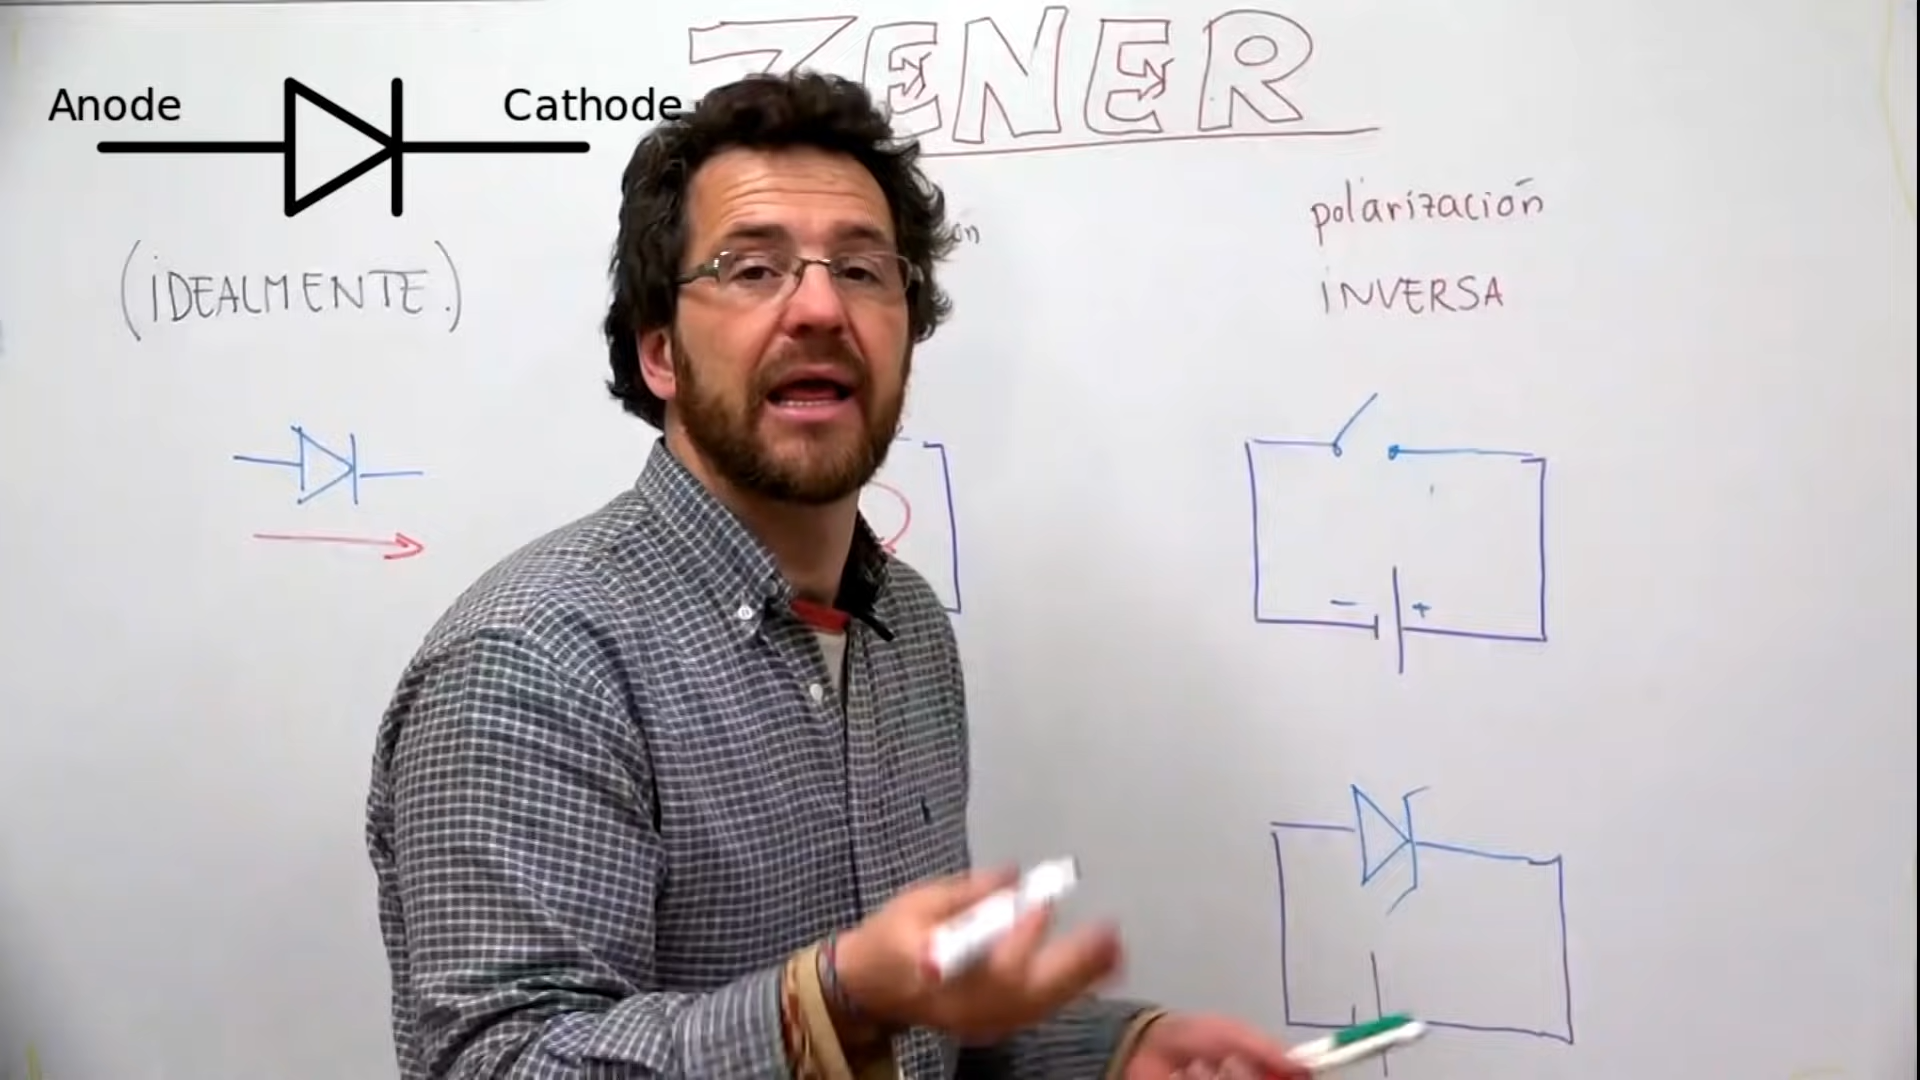 ZENER
Anode
Cathode
(iDEALMENTE.)
polarización
iNVERSA
-
+